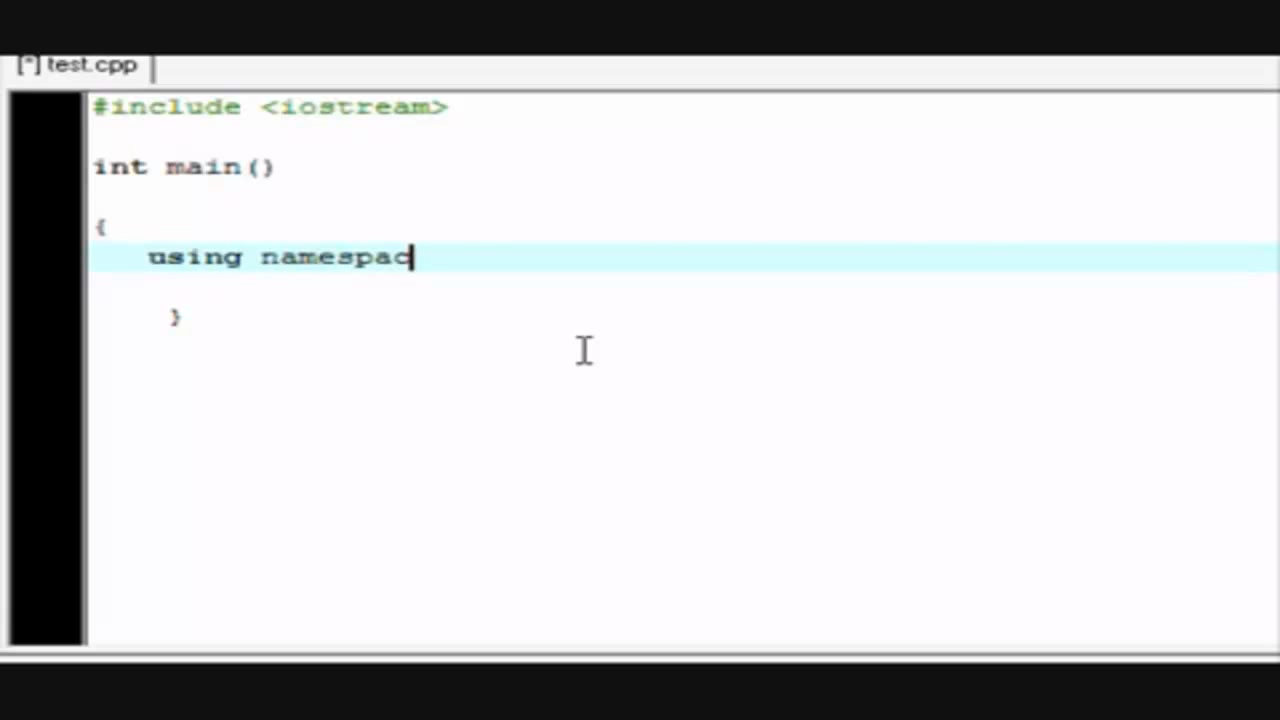 [*] test.cpp
#include <iostream>
int main()
{
using namespac
}